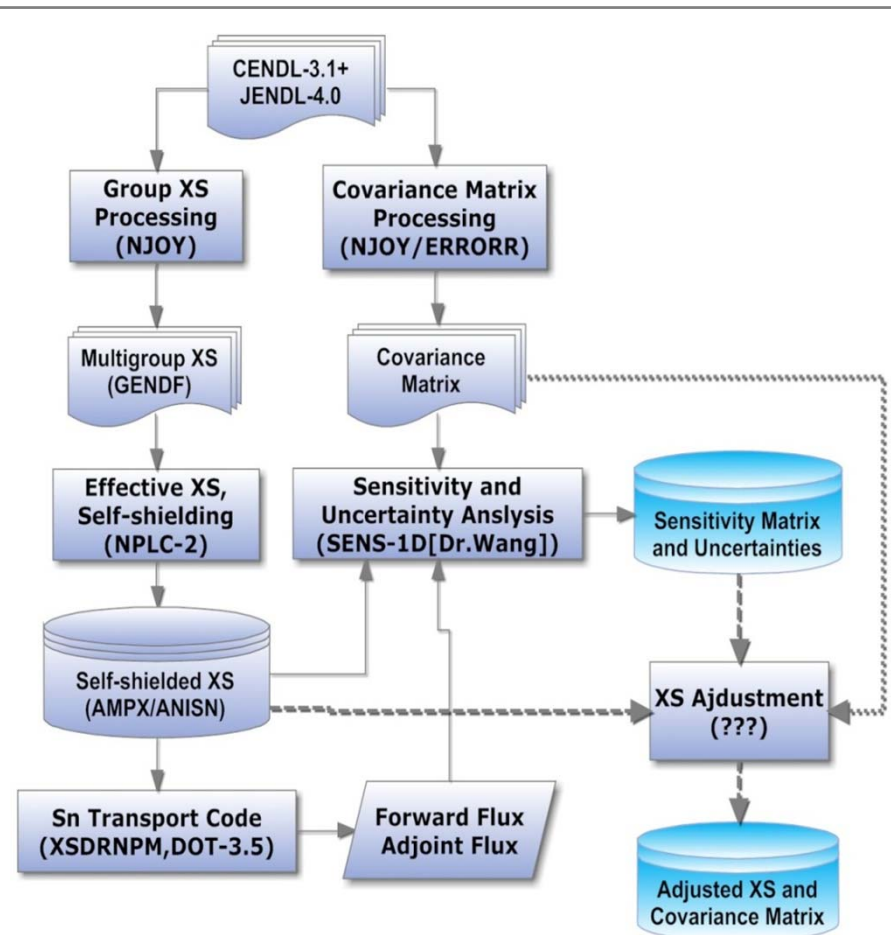 CENDL-3.1+
JENDL-4.0
Group XS
Processing
(NJOY)
Covariance Matrix
Processing
(NJOY/ERRORR)
Multigroup XS
(GENDF)
Covariance
Matrix
Effective XS,
Self-shielding
(NPLC-2)
Sensitivity and
Uncertainty Anslysis
(SENS-1D[Dr.Wang])
Sensitivity Matrix
and Uncertainties
Self-shielded XS
(AMPX/ANISN)
XS Ajdustment
(???)
Sn Transport Code
(XSDRNPM,DOT-3.5)
Forward Flux
Adjoint Flux
Adjusted XS and
Covariance Matrix